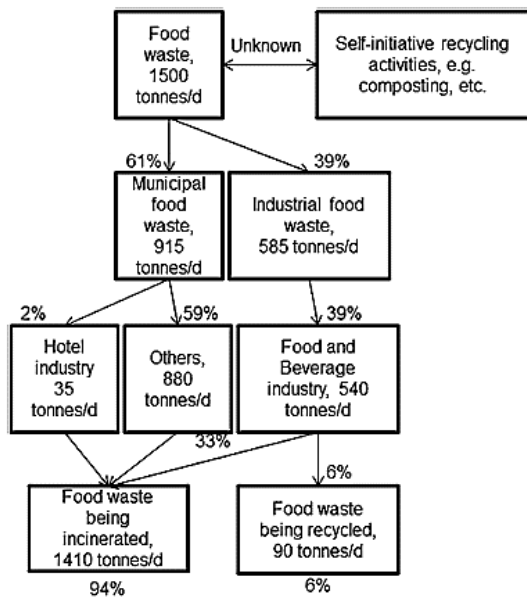 Food
waste,
1500
tonnes/d
Unknown
Self-initiative recycling
activities, e.g.
composting, etc.
61%
39%
Municipal
food
waste,
915
tonnes/d
Industrial food
waste,
585 tonnes/d
2%
59%
39%
Hotel
industry
35
tonnes/d
Others,
880
tonnes/d
Food and
Beverage
industry, 540
tonnes/d
33%
6%
Food waste
being
incinerated,
1410 tonnes/d
Food waste
being recycled,
90 tonnes/d
94%
6%